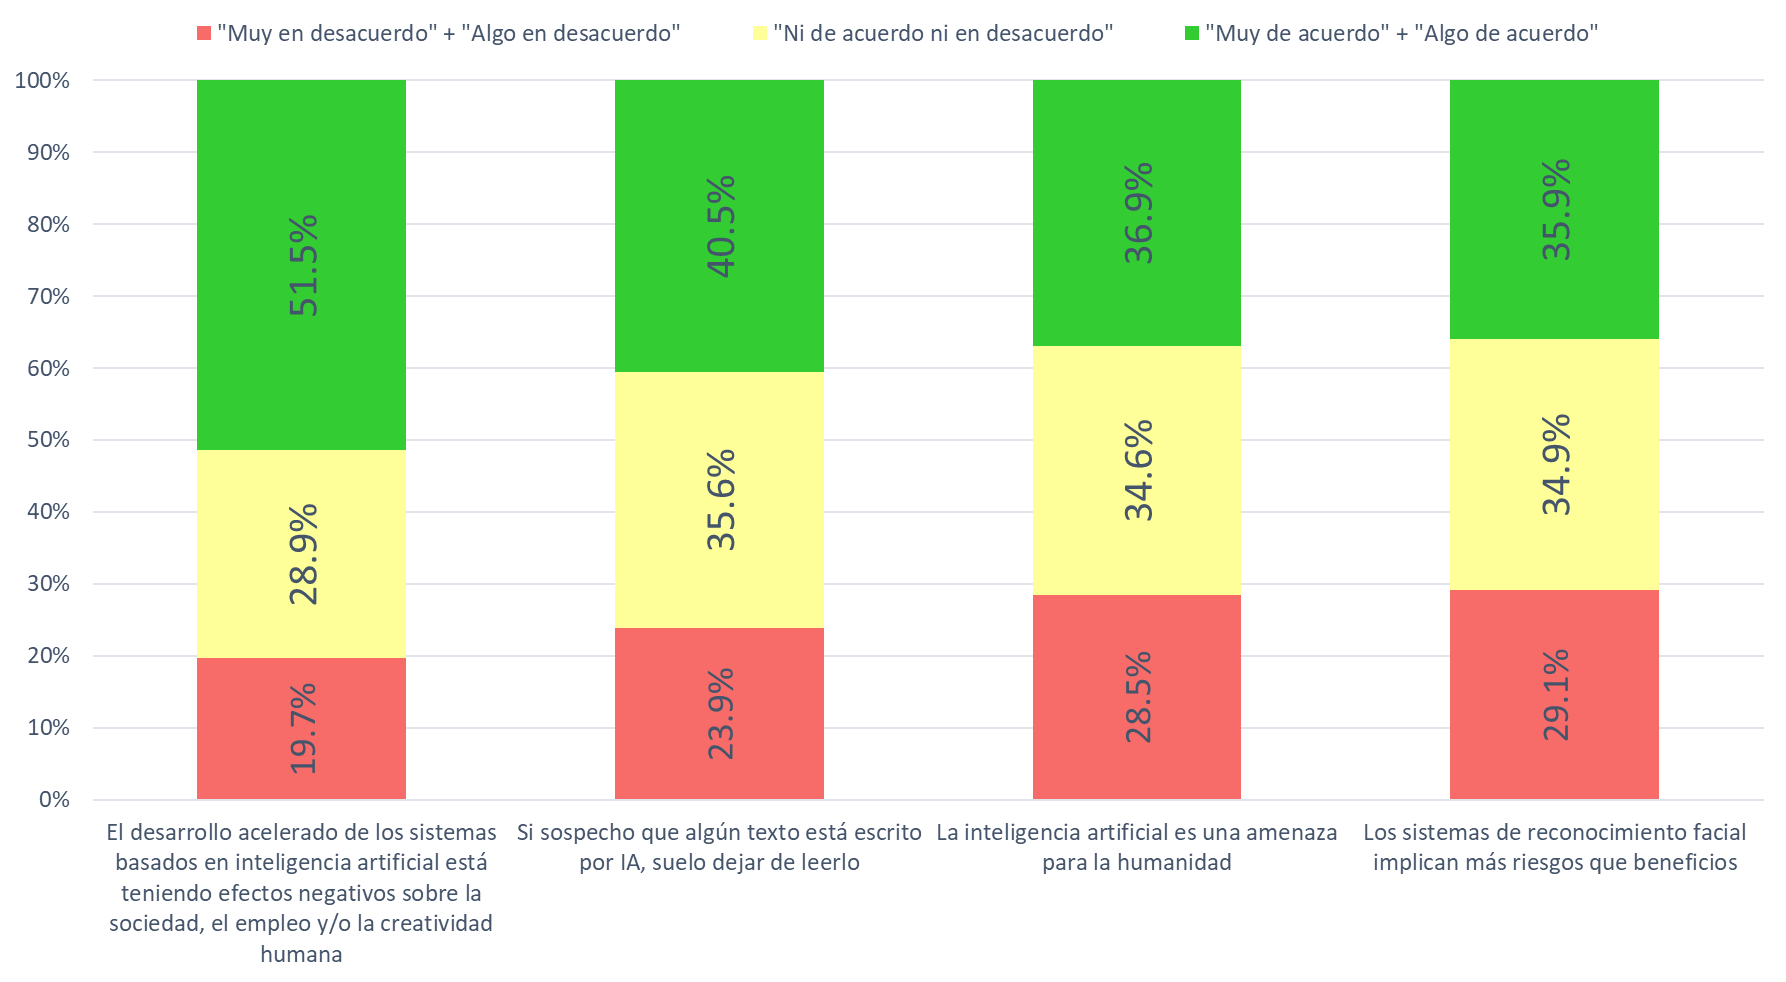 "Muy en desacuerdo" + "Algo en desacuerdo"
"Ni de acuerdo ni en desacuerdo"
"Muy de acuerdo" + "Algo de acuerdo"
100%
90%
80%
70%
60%
50%
40%
30%
20%
10%
0%
51.5%
28.9%
19.7%
40.5%
35.6%
23.9%
36.9%
34.6%
28.5%
35.9%
34.9%
29.1%
El desarrollo acelerado de los sistemas
basados en inteligencia artificial está
teniendo efectos negativos sobre la
sociedad, el empleo y/o la creatividad
humana
Si sospecho que algún texto está escrito
por IA, suelo dejar de leerlo
La inteligencia artificial es una amenaza
para la humanidad
Los sistemas de reconocimiento facial
implican más riesgos que beneficios